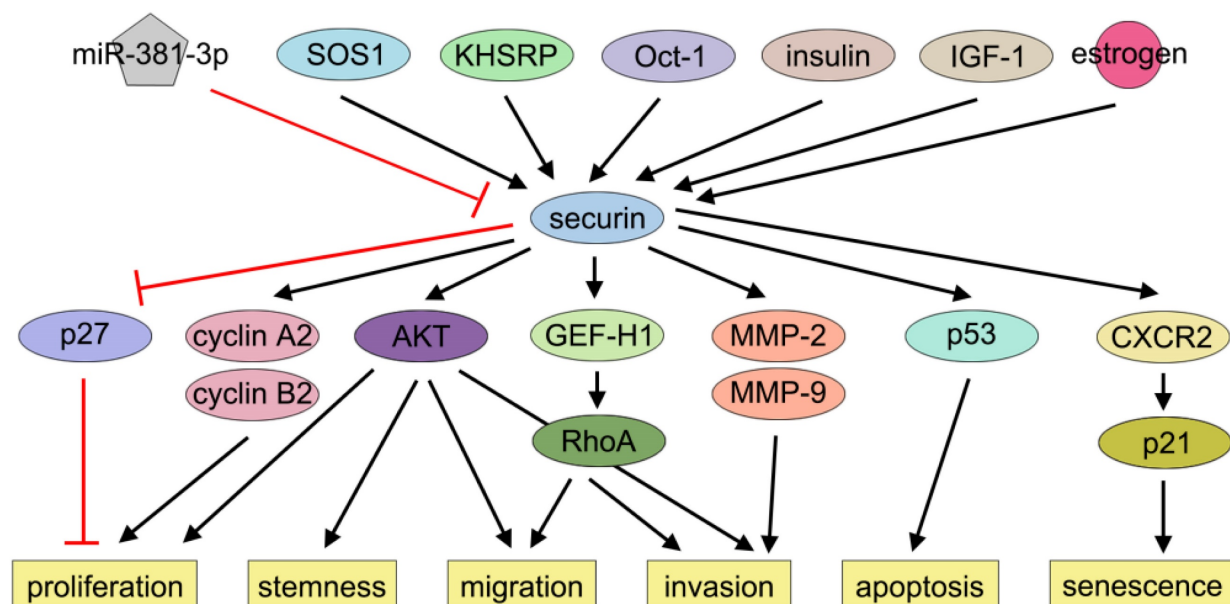 miR-381-3p
SOS1
KHSRP
Oct-1
insulin
IGF-1
estrogen
securin
p27
cyclin A2
AKT
GEF-H1
MMP-2
p53
CXCR2
cyclin B2
MMP-9
RhoA
p21
proliferation
stemness
migration
invasion
apoptosis
senescence